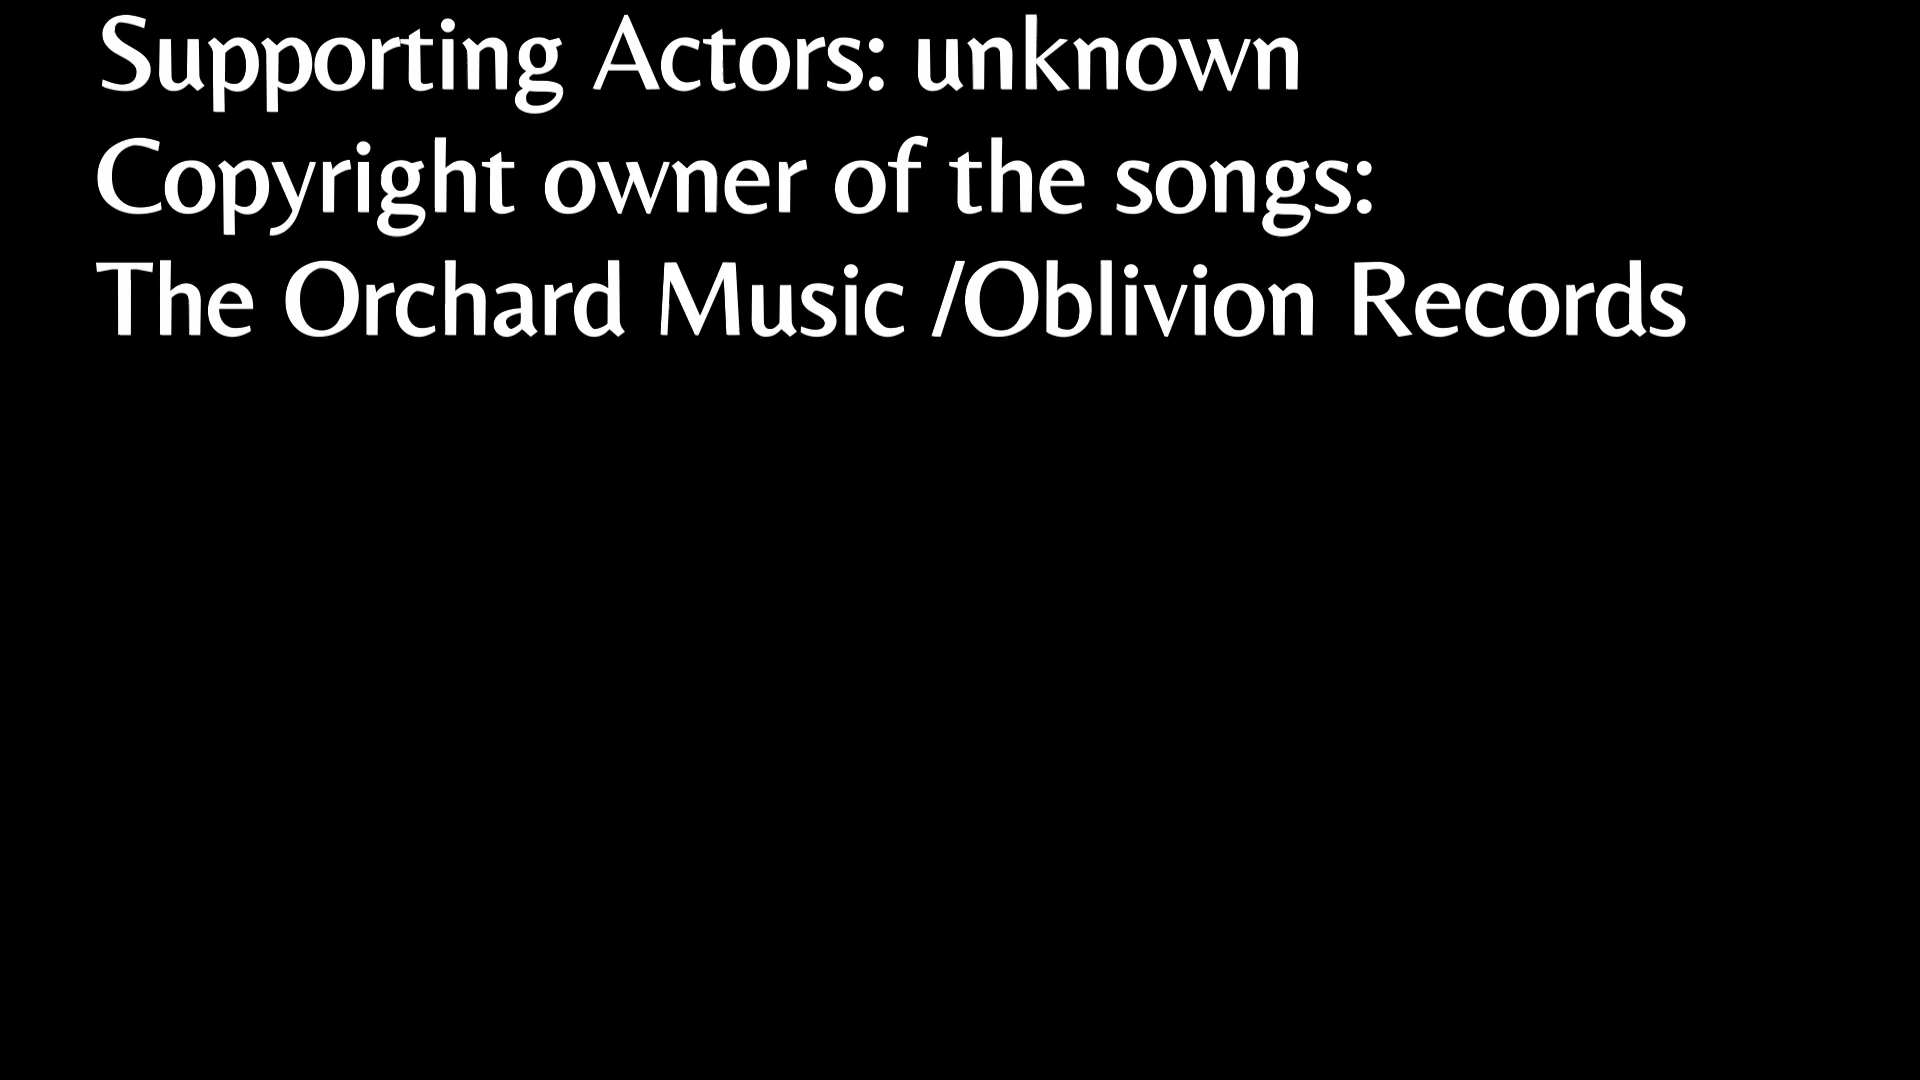 Supporting Actors: unknown
Copyright owner of the songs:
The Orchard Music /Oblivion Records